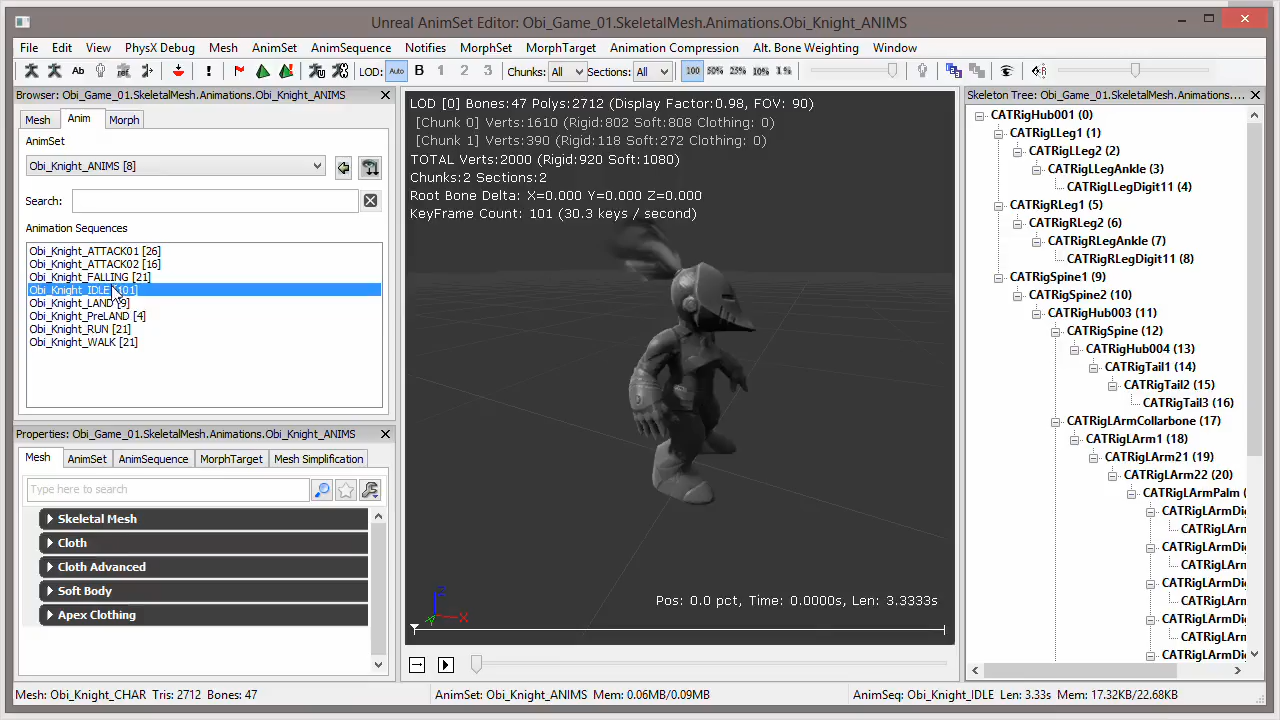 Unreal AnimSet Editor: Obi_Game_01.SkeletalMesh.Animations.Obi_Knight_ANIMS
File Edit View PhysX Debug Mesh AnimSet AnimSequence Notifies MorphSet MorphTarget Animation Compression Alt. Bone Weighting Window
Ab ref LOD: Auto B 1 2 3 Chunks: All Sections: All 100 50% 25% 10% 1 %
Browser: Obi_Game_01.SkeletalMesh.Animations.Obi_Knight_ANIMS
Mesh Anim Morph
AnimSet
Obi_Knight_ANIMS [8]
Search:
Animation Sequences
Obi_Knight_ATTACK01 [26]
Obi_Knight_ATTACK02 [16]
Obi_Knight_FALLING [21]
Obi_Knight_IDLE [101]
Obi_Knight_LAND [9]
Obi_Knight_PreLAND [4]
Obi_Knight_RUN [21]
Obi_Knight_WALK [21]
Properties: Obi_Game_01.SkeletalMesh.Animations.Obi_Knight_ANIMS
Mesh AnimSet AnimSequence MorphTarget Mesh Simplification
Type here to search
Skeletal Mesh
Cloth
Cloth Advanced
Soft Body
Apex Clothing
LOD [0] Bones:47 Polys:2712 (Display Factor:0.98, FOV: 90)
[Chunk 0] Verts:1610 (Rigid:802 Soft:808 Clothing: 0)
[Chunk 1] Verts:390 (Rigid:118 Soft:272 Clothing: 0)
TOTAL Verts:2000 (Rigid:920 Soft:1080)
Chunks:2 Sections:2
Root Bone Delta: X=0.000 Y=0.000 Z=0.000
KeyFrame Count: 101 (30.3 keys / second)
Z
X
Pos: 0.0 pct, Time: 0.0000s, Len: 3.3333s
Skeleton Tree: Obi_Game_01.SkeletalMesh.Animations....
CATRigHub001 (0)
CATRigLLeg1 (1)
CATRigLLeg2 (2)
CATRigLLegAnkle (3)
CATRigLLegDigit11 (4)
CATRigRLeg1 (5)
CATRigRLeg2 (6)
CATRigRLegAnkle (7)
CATRigRLegDigit11 (8)
CATRigSpine1 (9)
CATRigSpine2 (10)
CATRigHub003 (11)
CATRigSpine (12)
CATRigHub004 (13)
CATRigTail1 (14)
CATRigTail2 (15)
CATRigTail3 (16)
CATRigLArmCollarbone (17)
CATRigLArm1 (18)
CATRigLArm21 (19)
CATRigLArm22 (20)
CATRigLArmPalm (
CATRigLArmDi
CATRigLAr
CATRigLArmDi
CATRigLAr
CATRigLArmDi
CATRigLAr
CATRigLArmDi
CATRigLAr
CATRigLArmDi
Mesh: Obi_Knight_CHAR Tris: 2712 Bones: 47
AnimSet: Obi_Knight_ANIMS Mem: 0.06MB/0.09MB
AnimSeq: Obi_Knight_IDLE Len: 3.33s Mem: 17.32KB/22.68KB